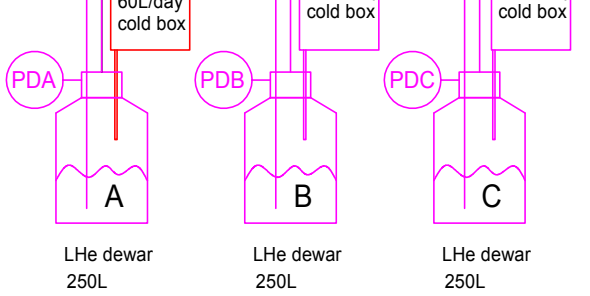 60L/day
cold box
cold box
cold box
PDA
PDB
PDC
A
B
C
LHe dewar
250L
LHe dewar
250L
LHe dewar
250L